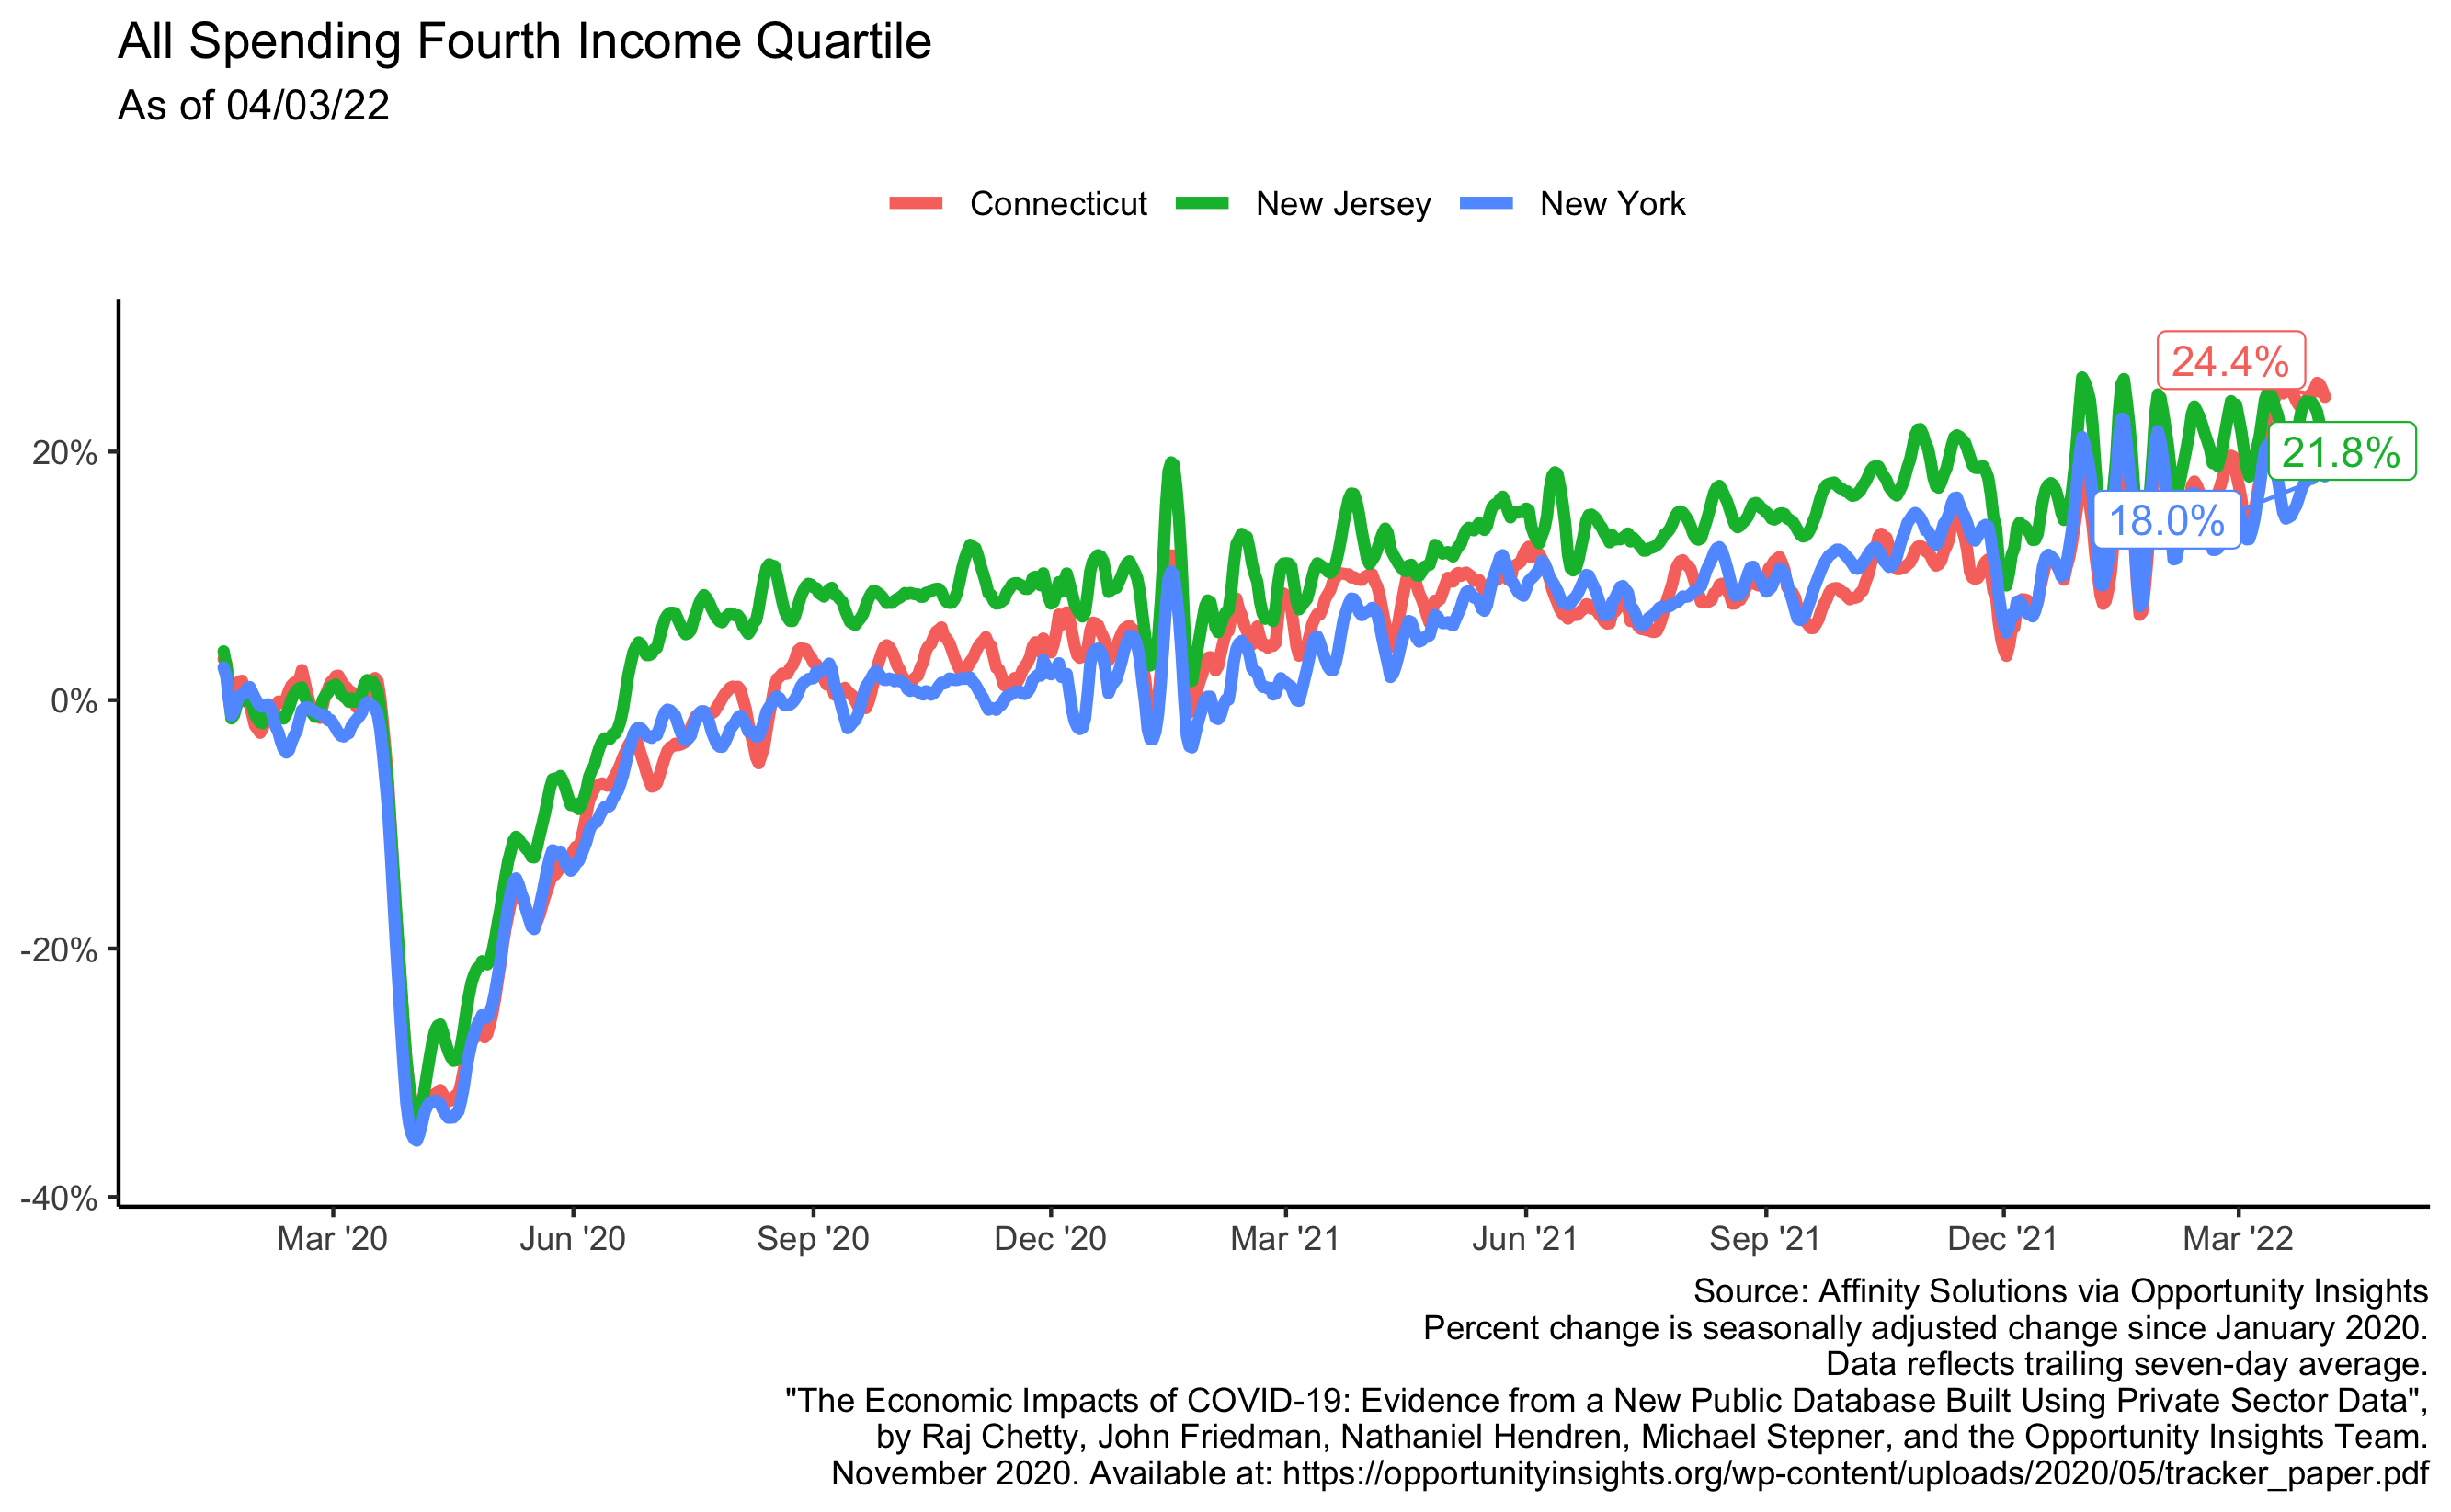 All Spending Fourth Income Quartile
As of 04/03/22
Connecticut New Jersey New York
24.4%
21.8%
18.0%
20%
0%
-20%
-40%
Mar '20 Jun '20 Sep '20 Dec '20 Mar '21 Jun '21 Sep '21 Dec '21 Mar '22
Source: Affinity Solutions via Opportunity Insights
Percent change is seasonally adjusted change since January 2020.
Data reflects trailing seven-day average.
"The Economic Impacts of COVID-19: Evidence from a New Public Database Built Using Private Sector Data",
by Raj Chetty, John Friedman, Nathaniel Hendren, Michael Stepner, and the Opportunity Insights Team.
November 2020. Available at: https://opportunityinsights.org/wp-content/uploads/2020/05/tracker_paper.pdf